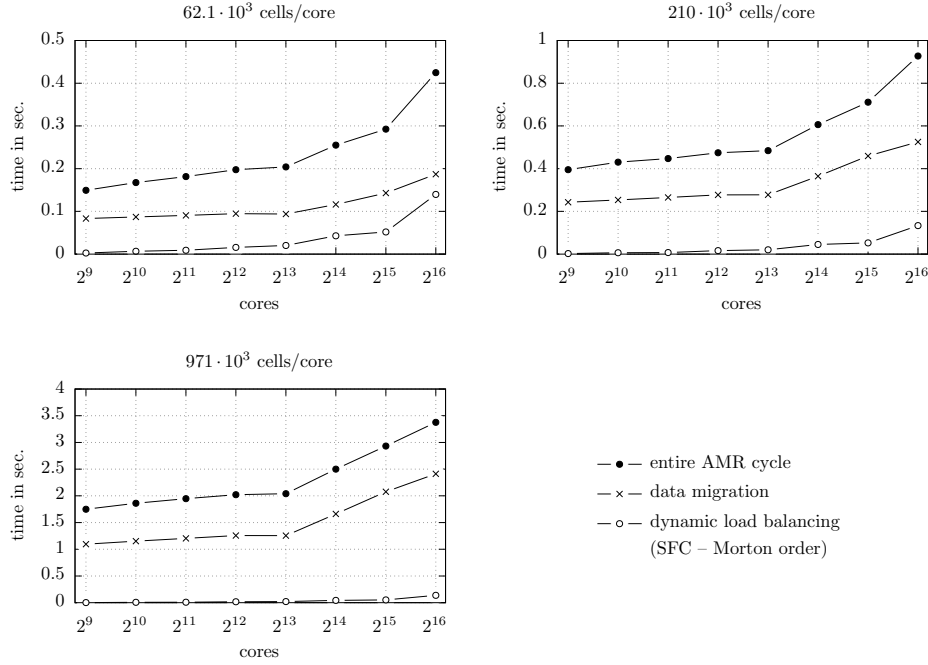 62.1 · 10³ cells/core
0.5
0.4
0.3
0.2
0.1
0
time in sec.
2⁹ 2¹⁰ 2¹¹ 2¹² 2¹³ 2¹⁴ 2¹⁵ 2¹⁶
cores
210 · 10³ cells/core
1
0.8
0.6
0.4
0.2
0
time in sec.
2⁹ 2¹⁰ 2¹¹ 2¹² 2¹³ 2¹⁴ 2¹⁵ 2¹⁶
cores
971 · 10³ cells/core
4
3.5
3
2.5
2
1.5
1
0.5
0
time in sec.
2⁹ 2¹⁰ 2¹¹ 2¹² 2¹³ 2¹⁴ 2¹⁵ 2¹⁶
cores
entire AMR cycle
data migration
dynamic load balancing
(SFC – Morton order)